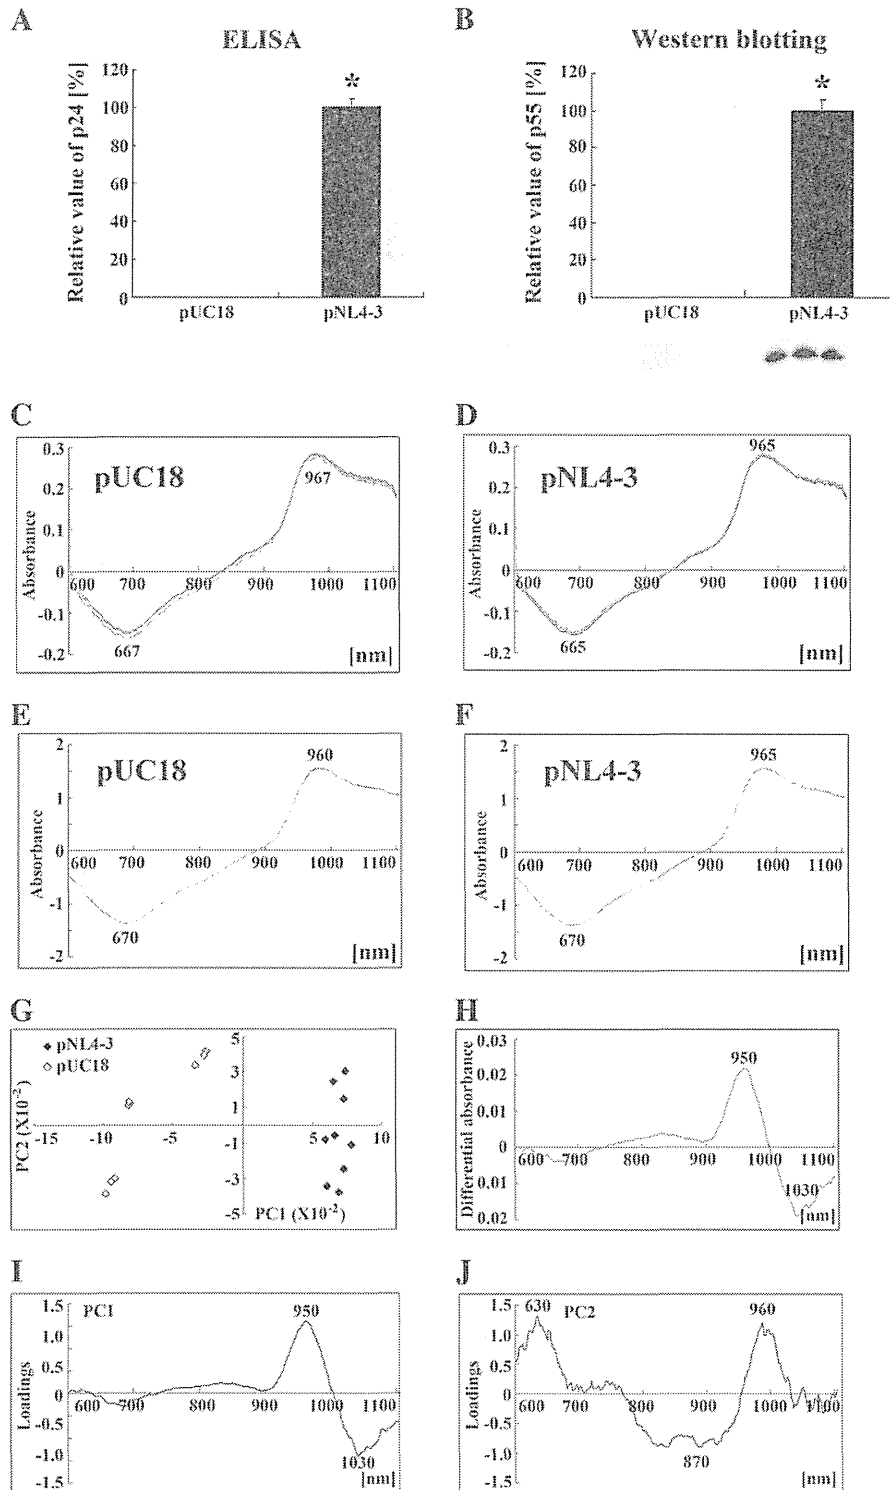 A
ELISA
Relative value of p24 [%]
120
100
80
60
40
20
0
*
pUC18
pNL4-3
B
Western blotting
Relative value of p55 [%]
120
100
80
60
40
20
0
*
pUC18
pNL4-3
C
pUC18
Absorbance
0.3
0.2
0.1
0
-0.1
-0.2
600 700 800 900 1000 1100
967
667
[nm]
D
pNL4-3
Absorbance
0.3
0.2
0.1
0
-0.1
-0.2
600 700 800 900 1000 1100
965
665
[nm]
E
pUC18
Absorbance
2
1
0
-1
-2
600 700 800 900 1000 1100
960
670
[nm]
F
pNL4-3
Absorbance
2
1
0
-1
-2
600 700 800 900 1000 1100
965
670
[nm]
G
pNL4-3
pUC18
PC2 (X10-2)
5
3
1
-1
-3
-5
-15 -10 -5 5 10
PC1 (X10-2)
H
Differential absorbance
0.03
0.02
0.01
0
0.01
0.02
600 700 800 900 1000 1100
950
1030
[nm]
I
PC1
Loadings
1.5
1.0
0.5
0
-0.5
-1.0
-1.5
600 700 800 900 1000 1100
950
1030
[nm]
J
PC2
Loadings
1.5
1.0
0.5
0
-0.5
-1.0
-1.5
600 700 800 900 1000 1100
630
960
870
[nm]